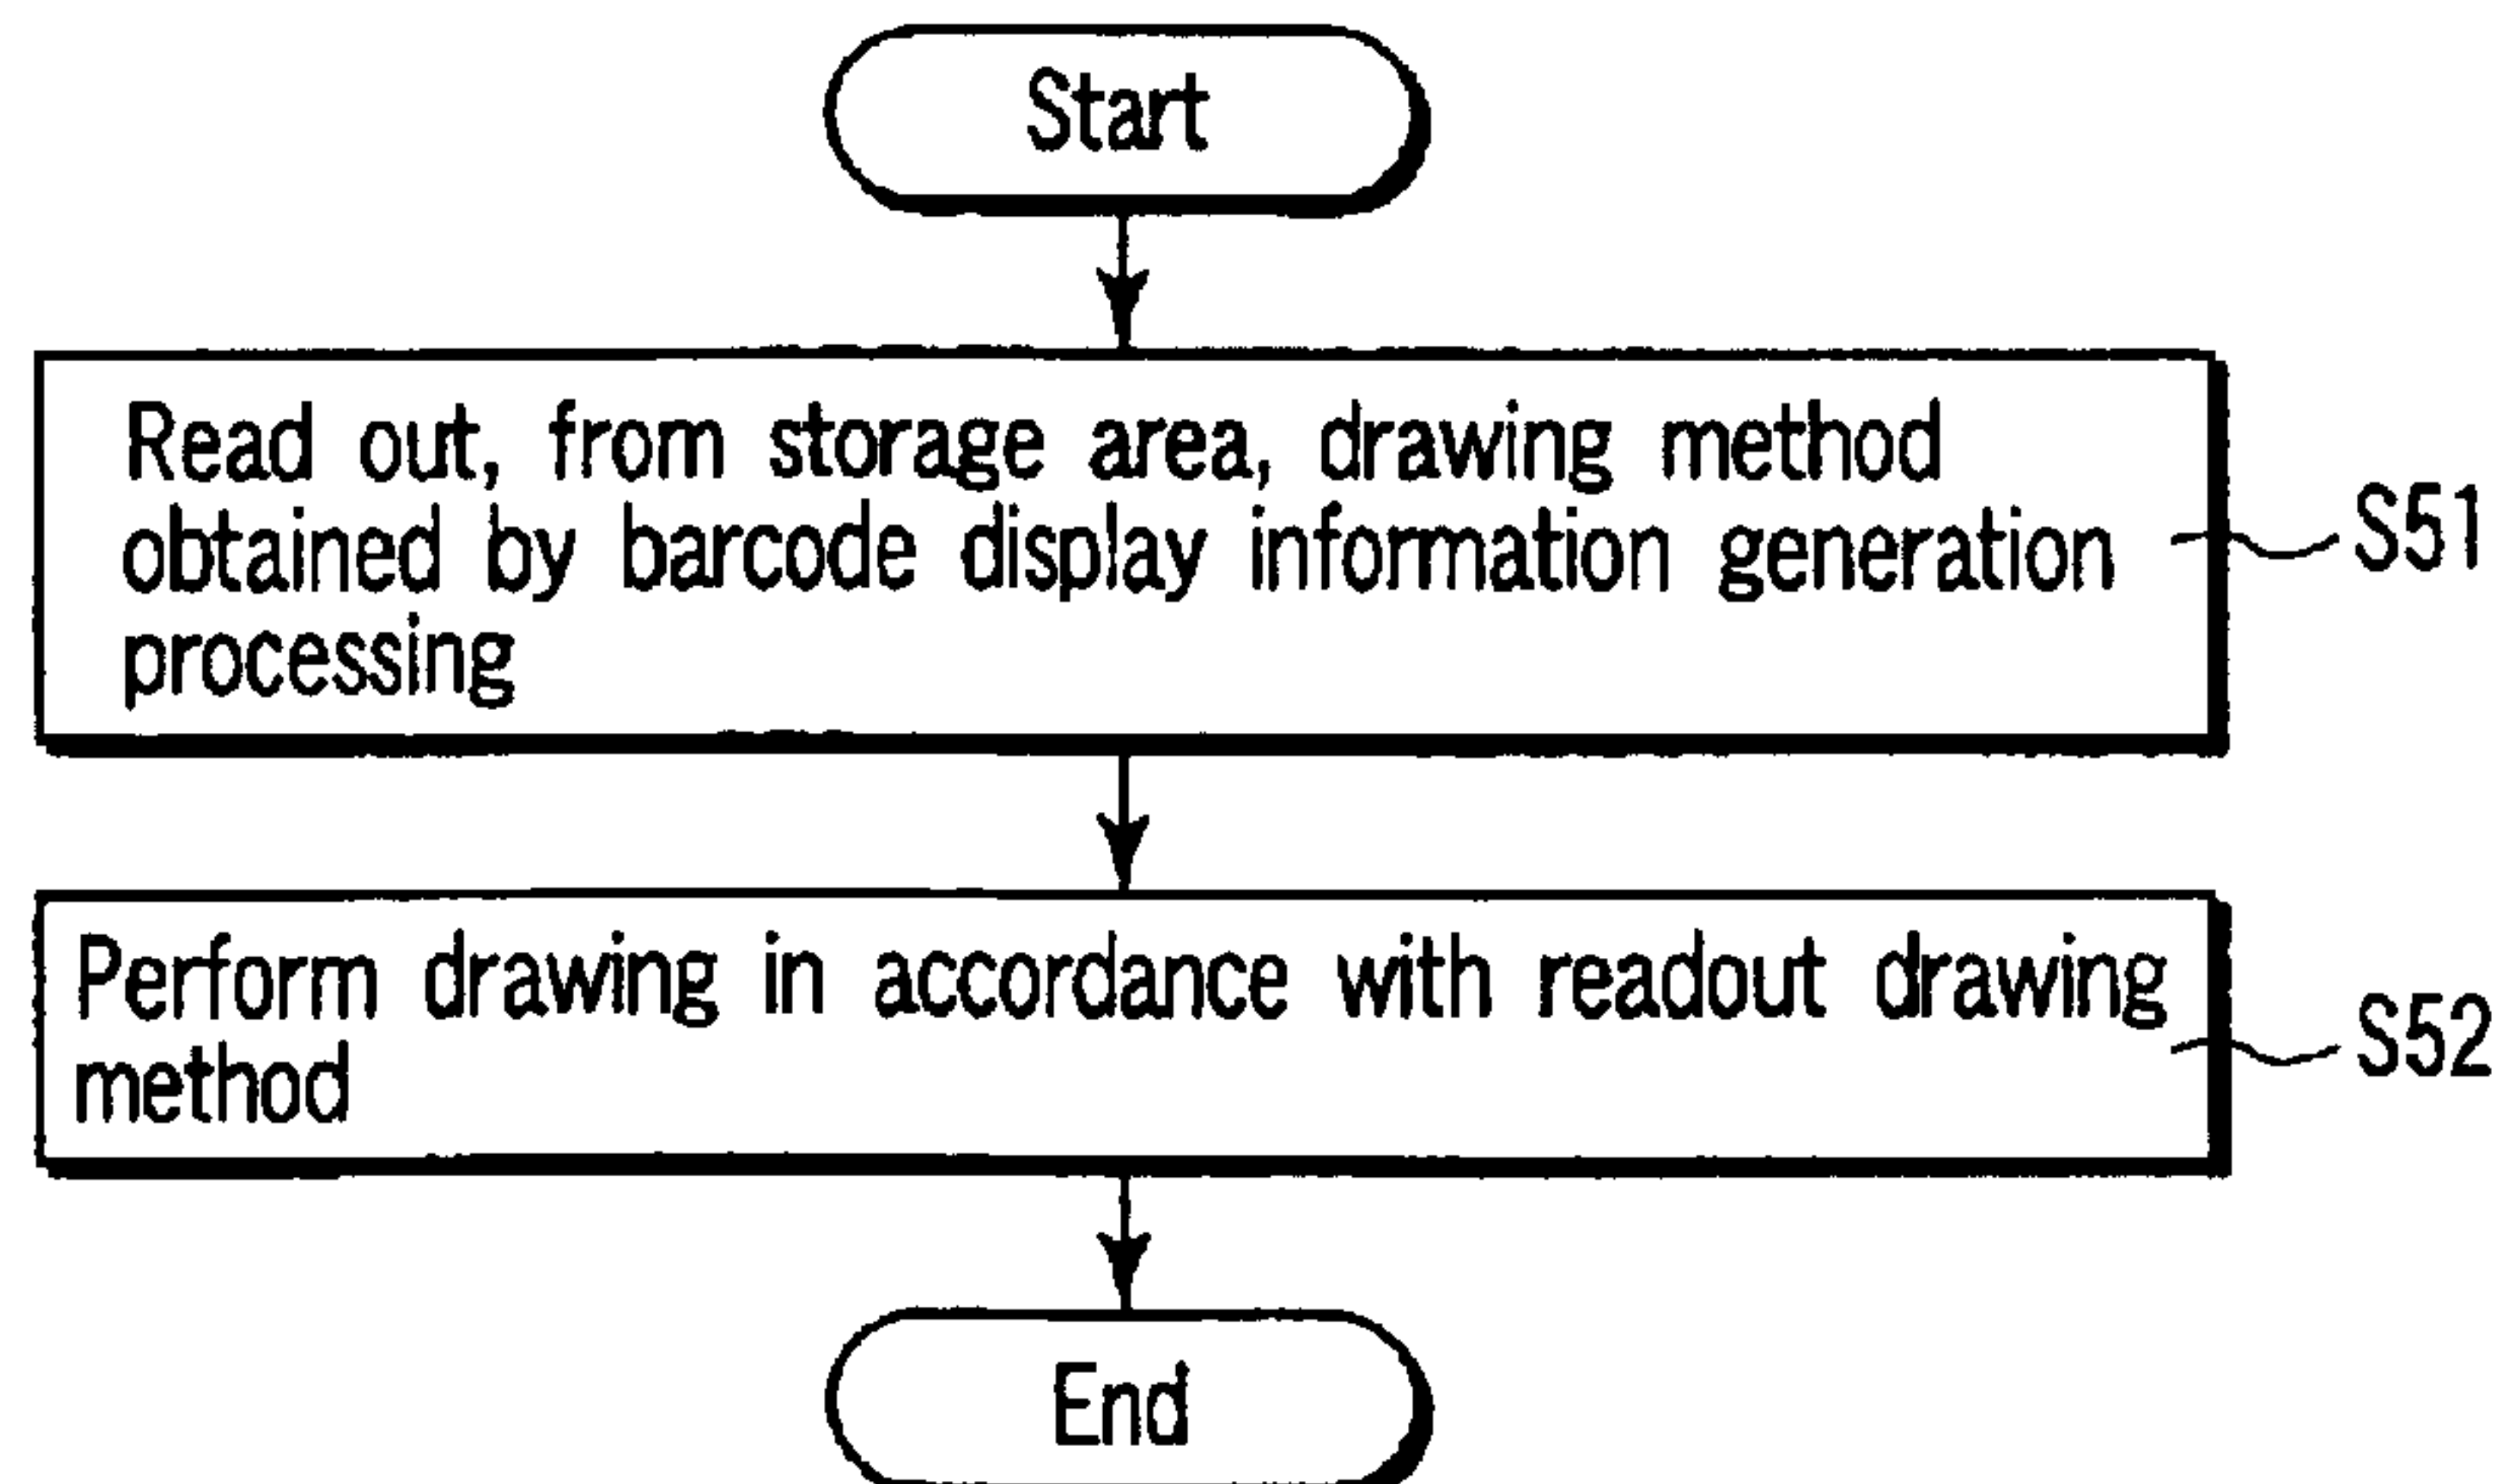 Start
Read out, from storage area, drawing method
obtained by barcode display information generation
processing
S51
Perform drawing in accordance with readout drawing
method
S52
End